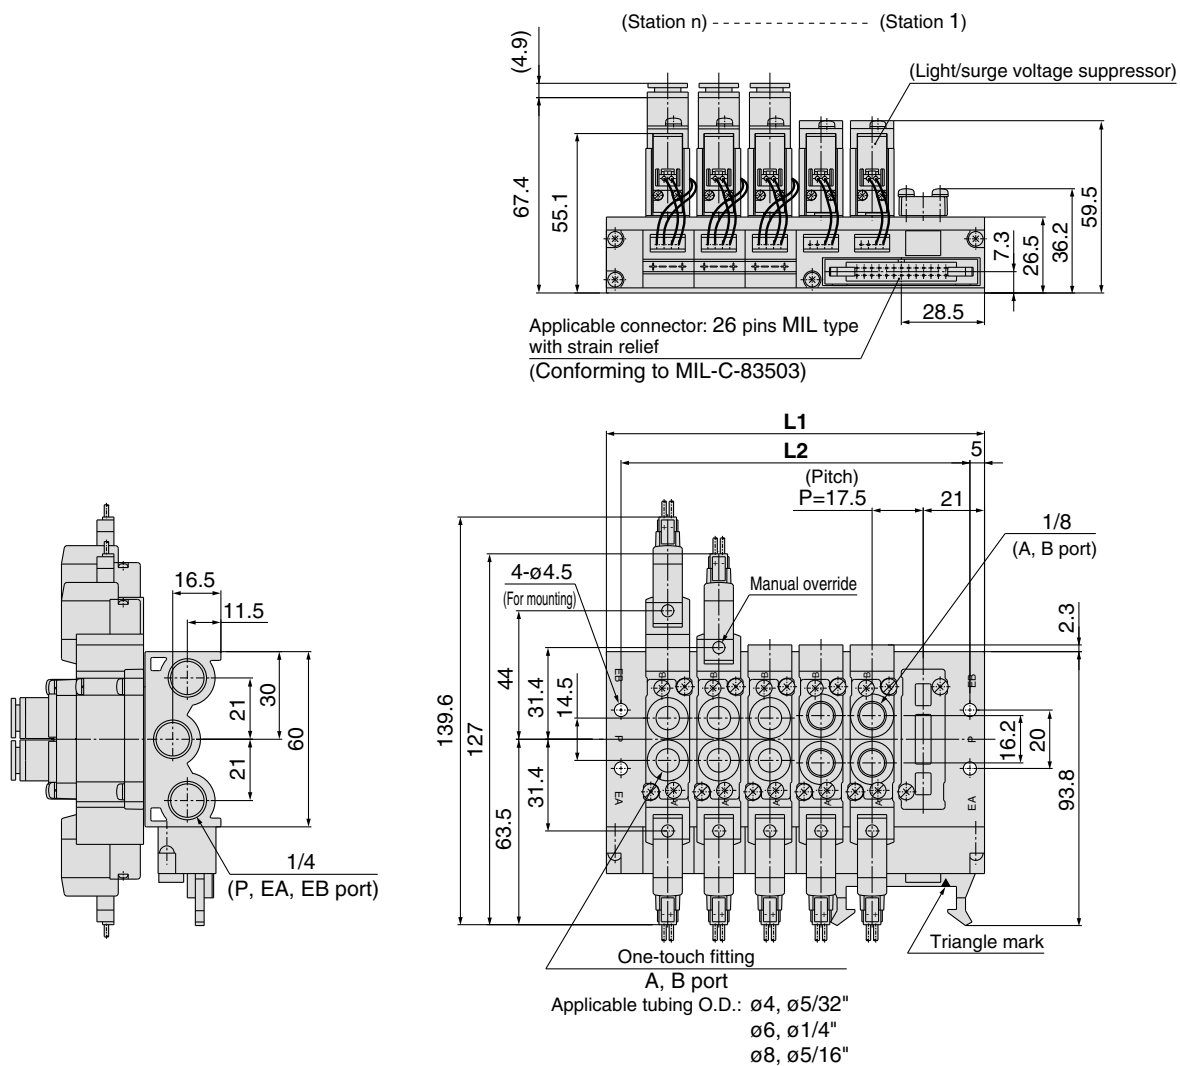 (Station n) (Station 1)
(4.9)
(Light/surge voltage suppressor)
67.4
55.1
7.3
26.5
36.2
59.5
28.5
Applicable connector: 26 pins MIL type
with strain relief
(Conforming to MIL-C-83503)
L1
L2
5
(Pitch)
P=17.5
21
1/8
(A, B port)
4-ø4.5
(For mounting)
Manual override
16.5
11.5
2.3
30
21
60
21
139.6
127
44
31.4
14.5
31.4
63.5
EB
P
EA
B
B
B
B
B
A
A
A
A
A
EB
P
EA
16.2
20
93.8
1/4
(P, EA, EB port)
One-touch fitting
A, B port
Triangle mark
Applicable tubing O.D.: ø4, ø5/32"
ø6, ø1/4"
ø8, ø5/16"